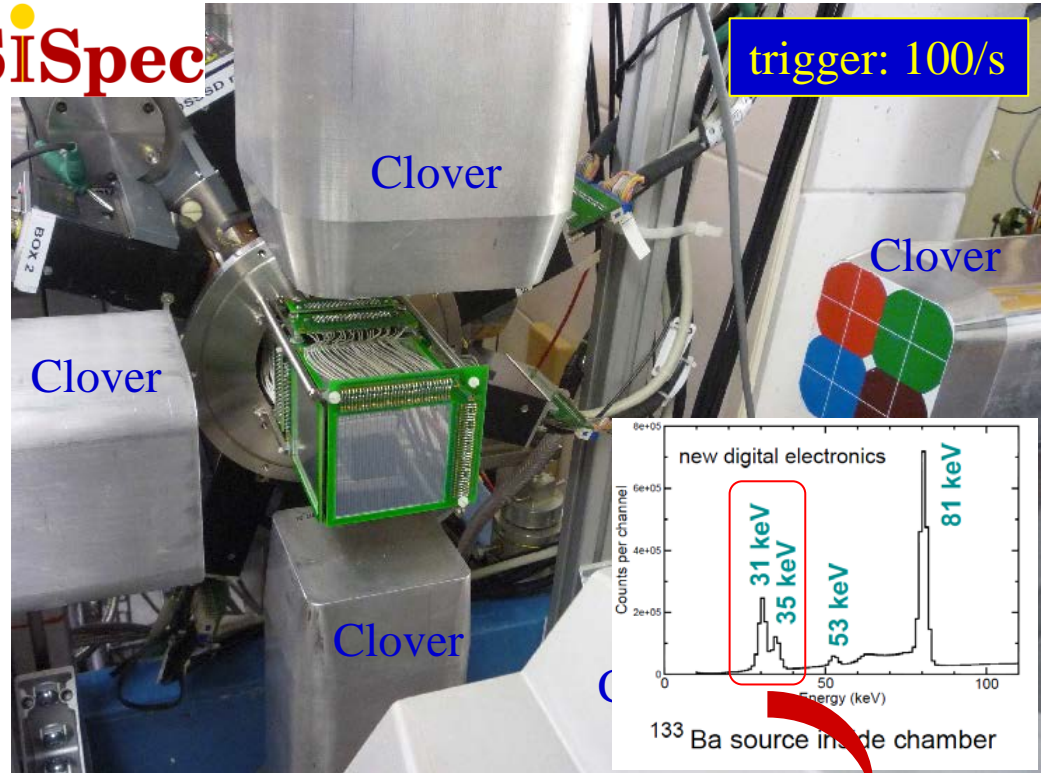 SiSpec
trigger: 100/s
Clover
Clover
Clover
Clover
BOX 2
new digital electronics
31 keV
35 keV
53 keV
81 keV
Counts per channel
8e+05
6e+05
4e+05
2e+05
0
0
50
100
Energy (keV)
133 Ba source inside chamber